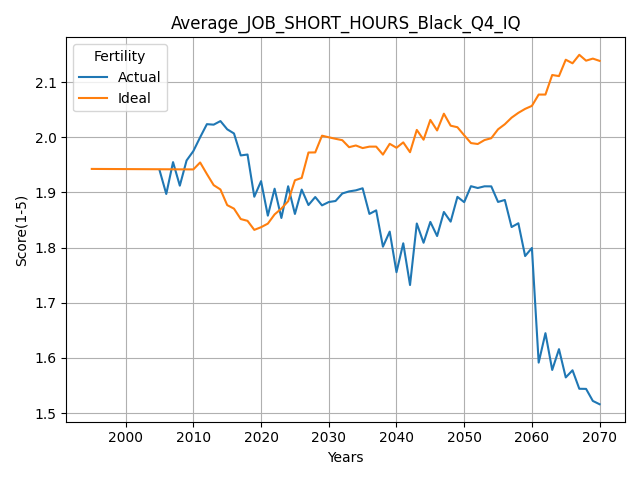 Average_JOB_SHORT_HOURS_Black_Q4_IQ
Fertility
Actual
Ideal
Score(1-5)
2.1
2.0
1.9
1.8
1.7
1.6
1.5
2000 2010 2020 2030 2040 2050 2060 2070
Years